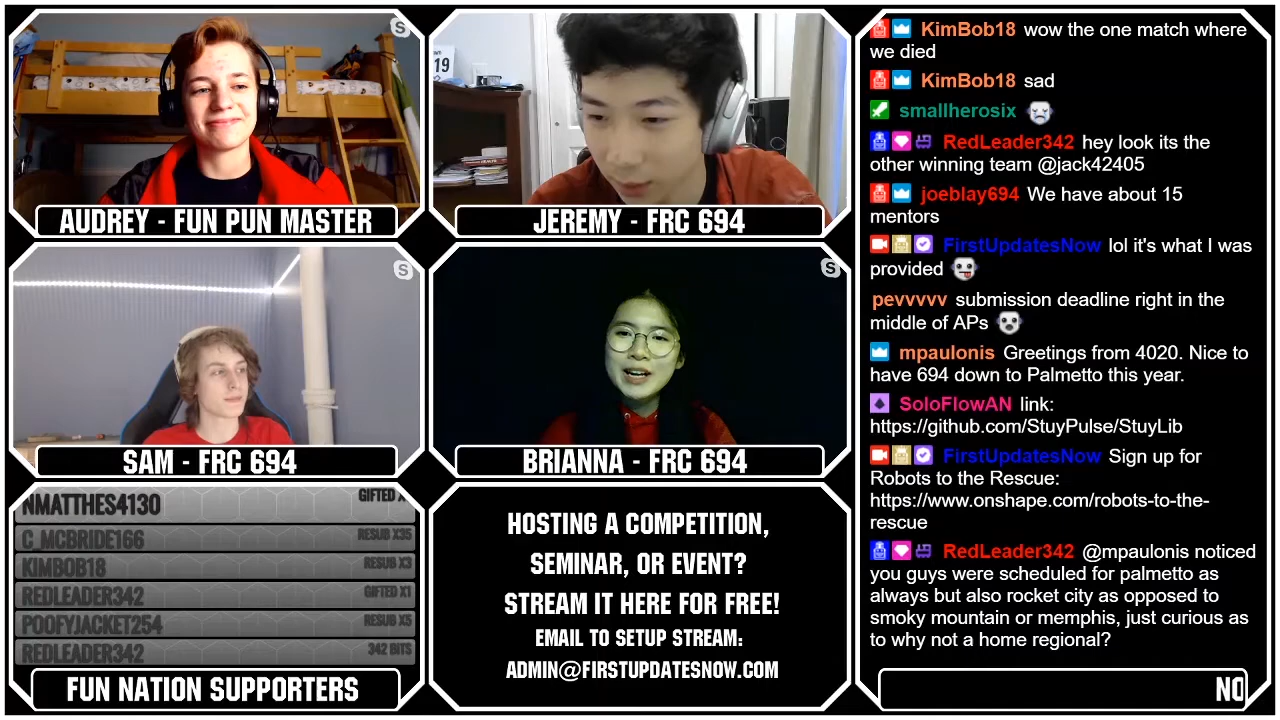 19
AUDREY - FUN PUN MASTER
JEREMY - FRC 694
SAM - FRC 694
BRIANNA - FRC 694
NMATTHES4130 GIFTED
C_MCBRIDE166 RESUB X35
KIMBOB18 RESUB X3
REDLEADER342 GIFTED X1
POOFYJACKET254 RESUB X5
REDLEADER342 342 BITS
FUN NATION SUPPORTERS
HOSTING A COMPETITION,
SEMINAR, OR EVENT?
STREAM IT HERE FOR FREE!
EMAIL TO SETUP STREAM:
ADMIN@FIRSTUPDATESNOW.COM
KimBob18 wow the one match where
we died
KimBob18 sad
smallherosix
RedLeader342 hey look its the
other winning team @jack42405
joeblay694 We have about 15
mentors
FirstUpdatesNow lol it's what I was
provided
pevvvvv submission deadline right in the
middle of APs
mpaulonis Greetings from 4020. Nice to
have 694 down to Palmetto this year.
SoloFlowAN link:
https://github.com/StuyPulse/StuyLib
FirstUpdatesNow Sign up for
Robots to the Rescue:
https://www.onshape.com/robots-to-the-
rescue
RedLeader342 @mpaulonis noticed
you guys were scheduled for palmetto as
always but also rocket city as opposed to
smoky mountain or memphis, just curious as
to why not a home regional?
NO